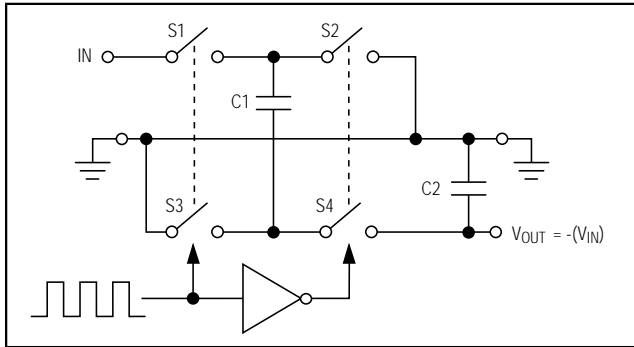 S1
S2
IN
C1
S3
S4
C2
VOUT = -(VIN)